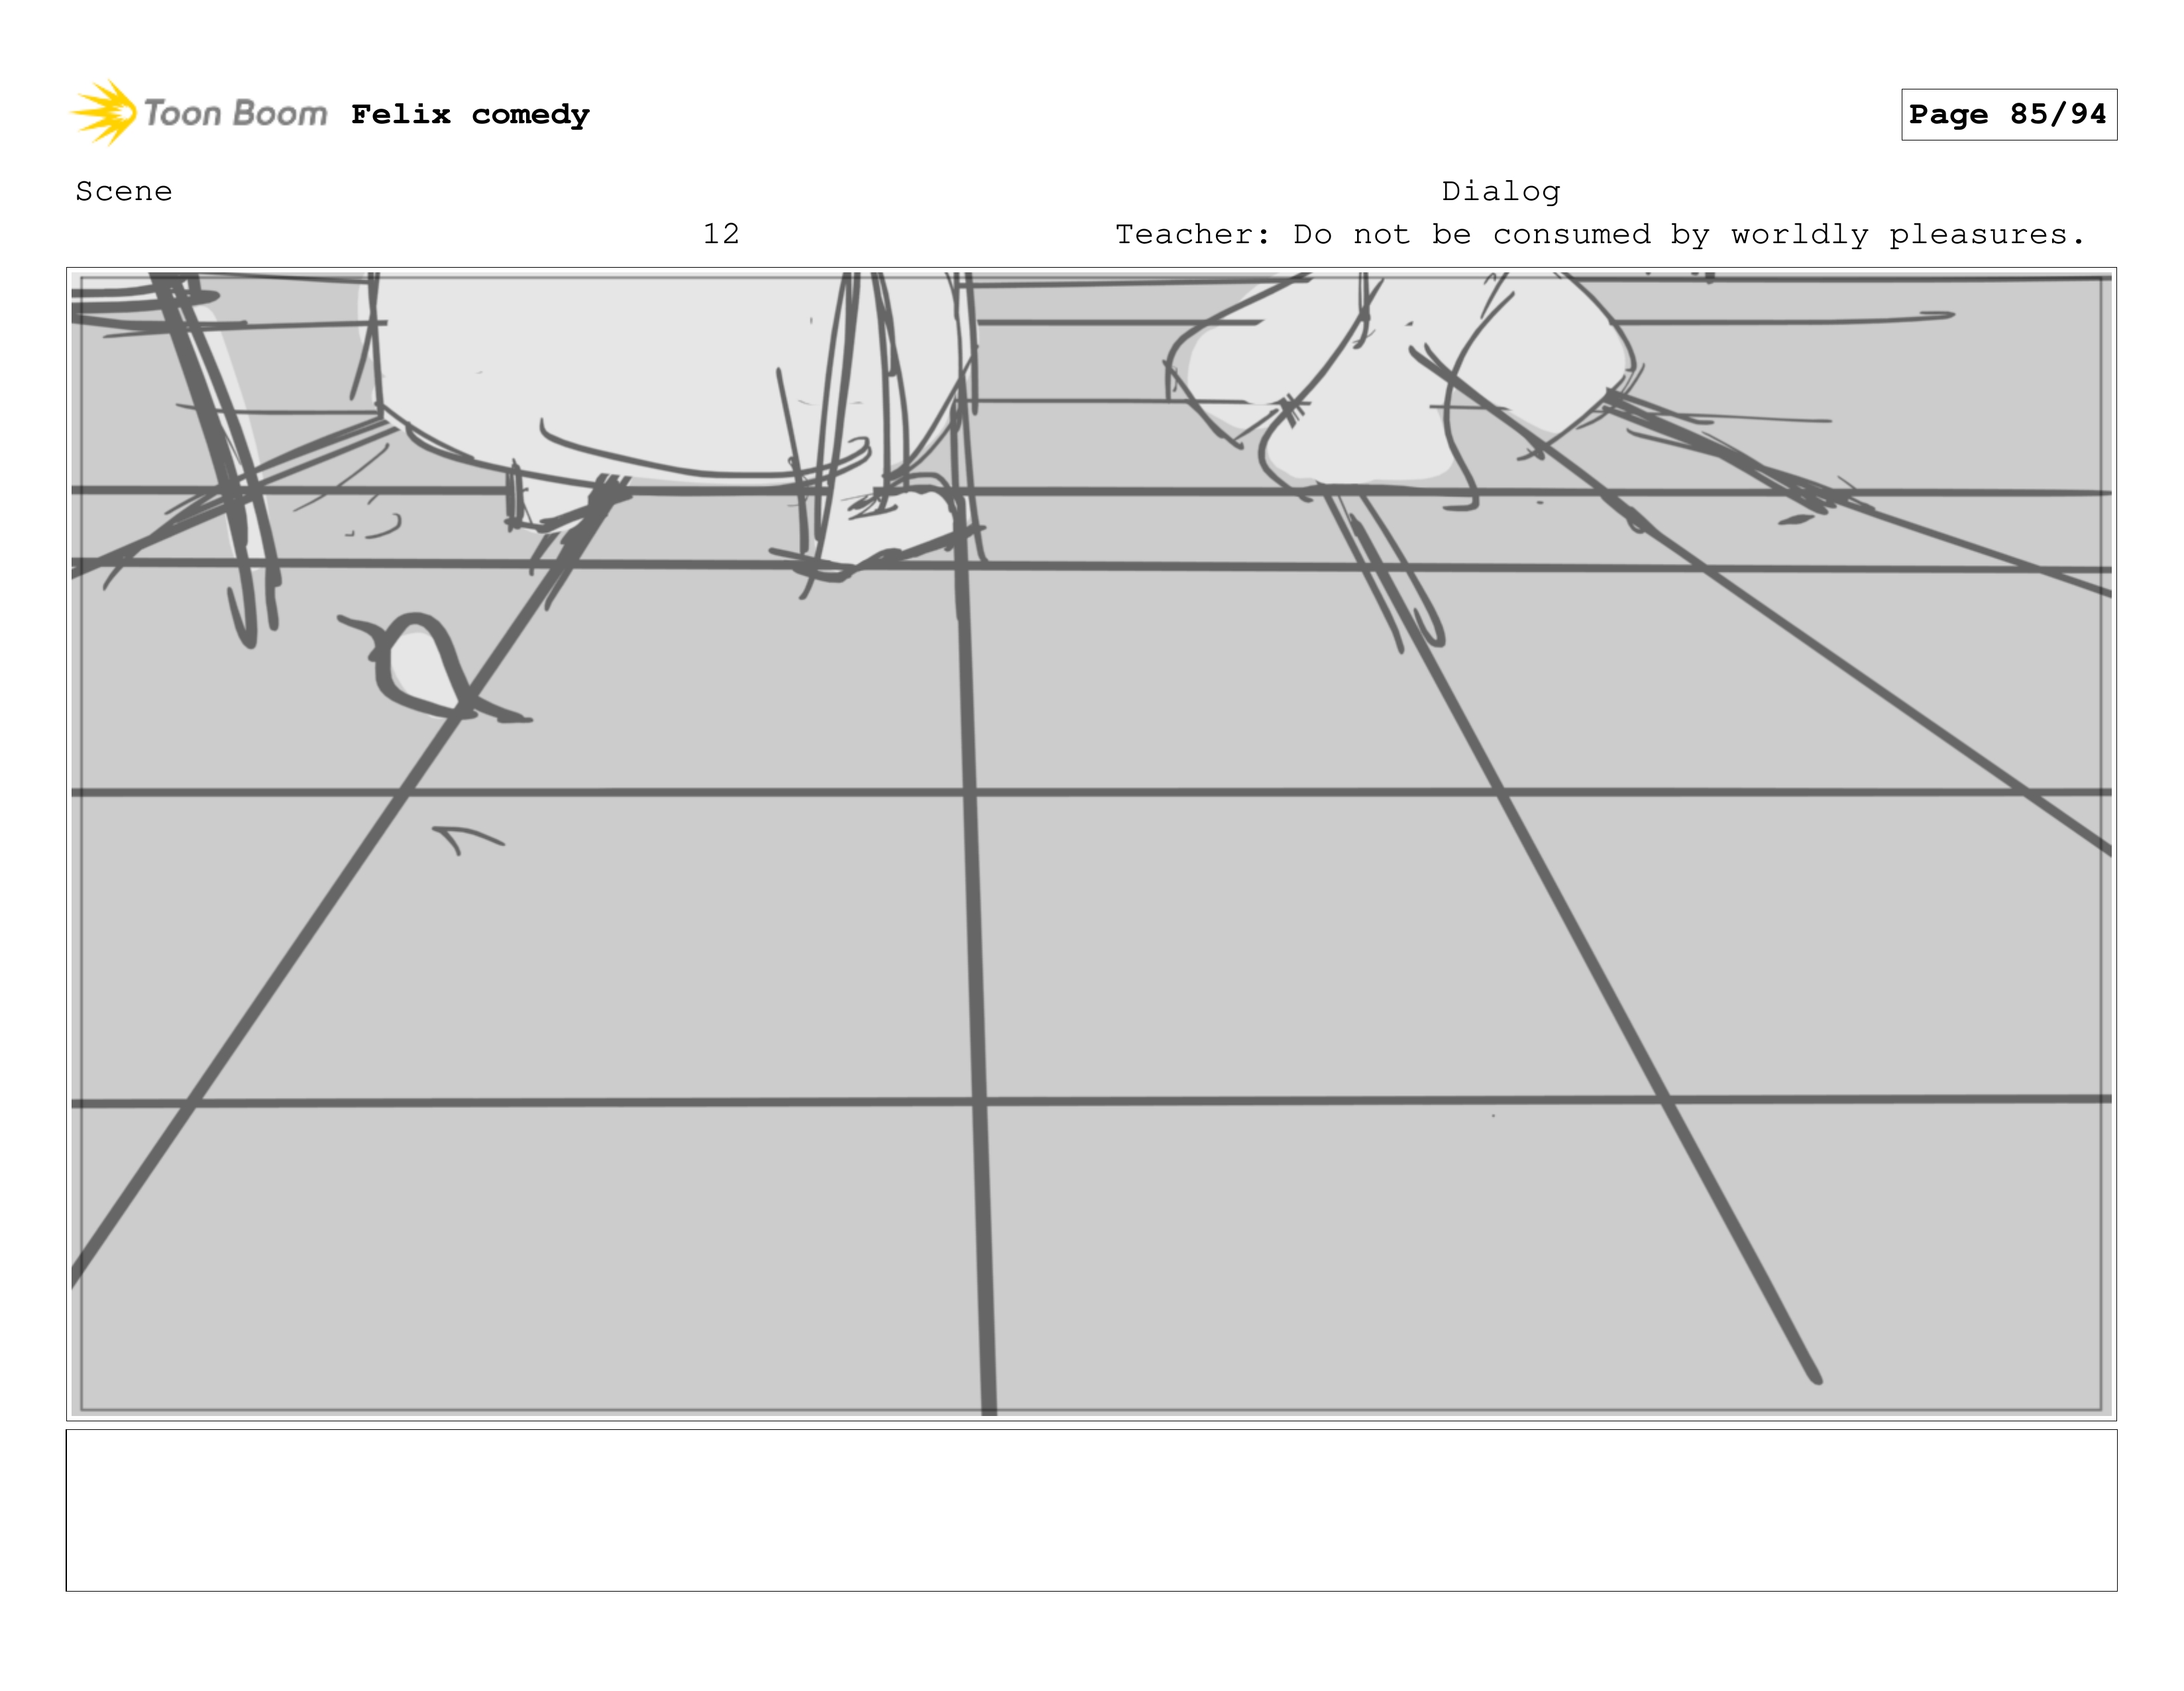 Toon Boom Felix comedy
Page 85/94
Scene
Dialog
12
Teacher: Do not be consumed by worldly pleasures.